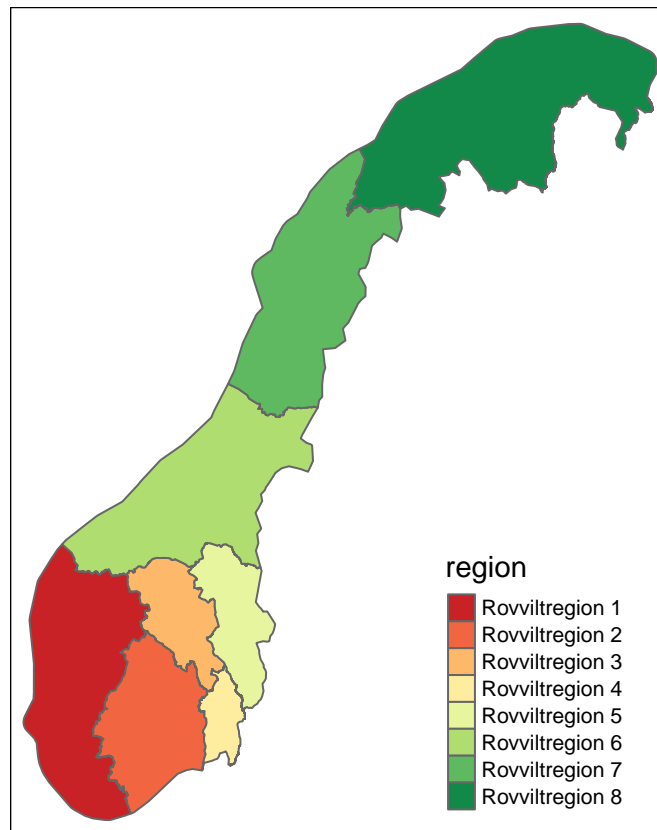 region
Rovviltregion 1
Rovviltregion 2
Rovviltregion 3
Rovviltregion 4
Rovviltregion 5
Rovviltregion 6
Rovviltregion 7
Rovviltregion 8